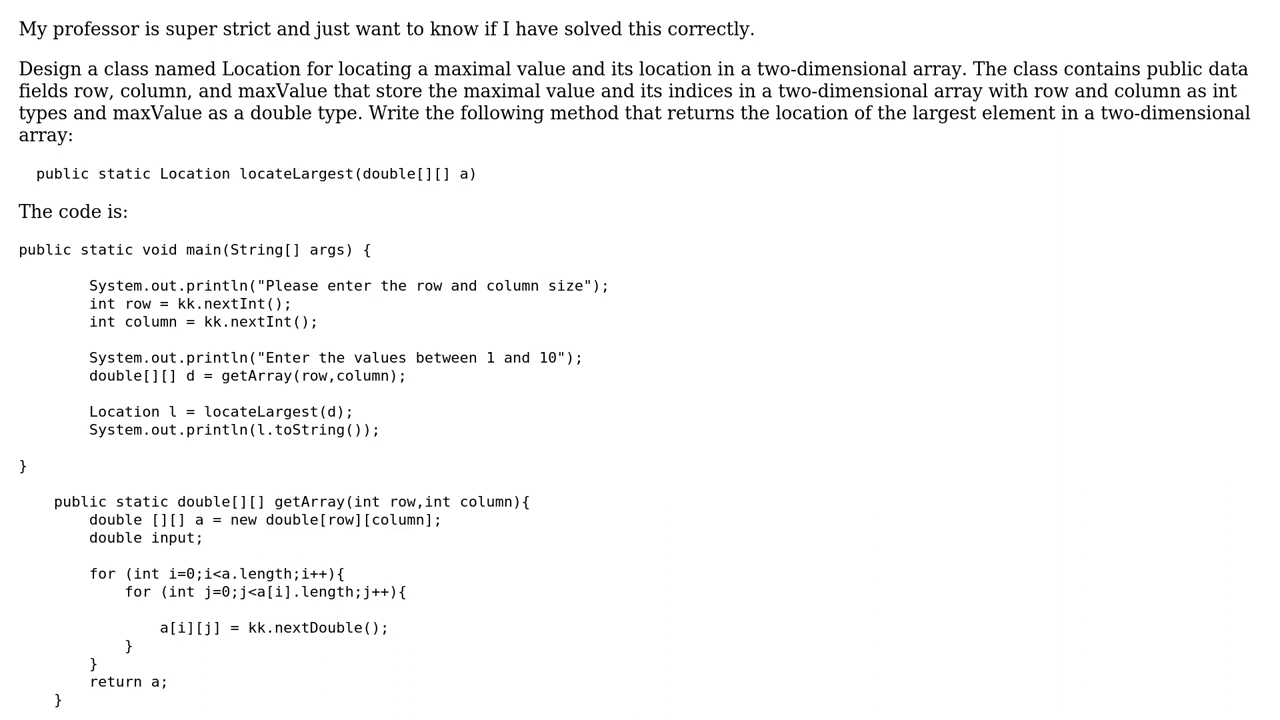 My professor is super strict and just want to know if I have solved this correctly.
Design a class named Location for locating a maximal value and its location in a two-dimensional array. The class contains public data
fields row, column, and maxValue that store the maximal value and its indices in a two-dimensional array with row and column as int
types and maxValue as a double type. Write the following method that returns the location of the largest element in a two-dimensional
array:
public static Location locateLargest(double[][] a)
The code is:
public static void main(String[] args) {
System.out.println("Please enter the row and column size");
int row = kk.nextInt();
int column = kk.nextInt();
System.out.println("Enter the values between 1 and 10");
double[][] d = getArray(row,column);
Location l = locateLargest(d);
System.out.println(l.toString());
}
public static double[][] getArray(int row,int column){
double [][] a = new double[row][column];
double input;
for (int i=0;i<a.length;i++){
for (int j=0;j<a[i].length;j++){
a[i][j] = kk.nextDouble();
}
}
return a;
}